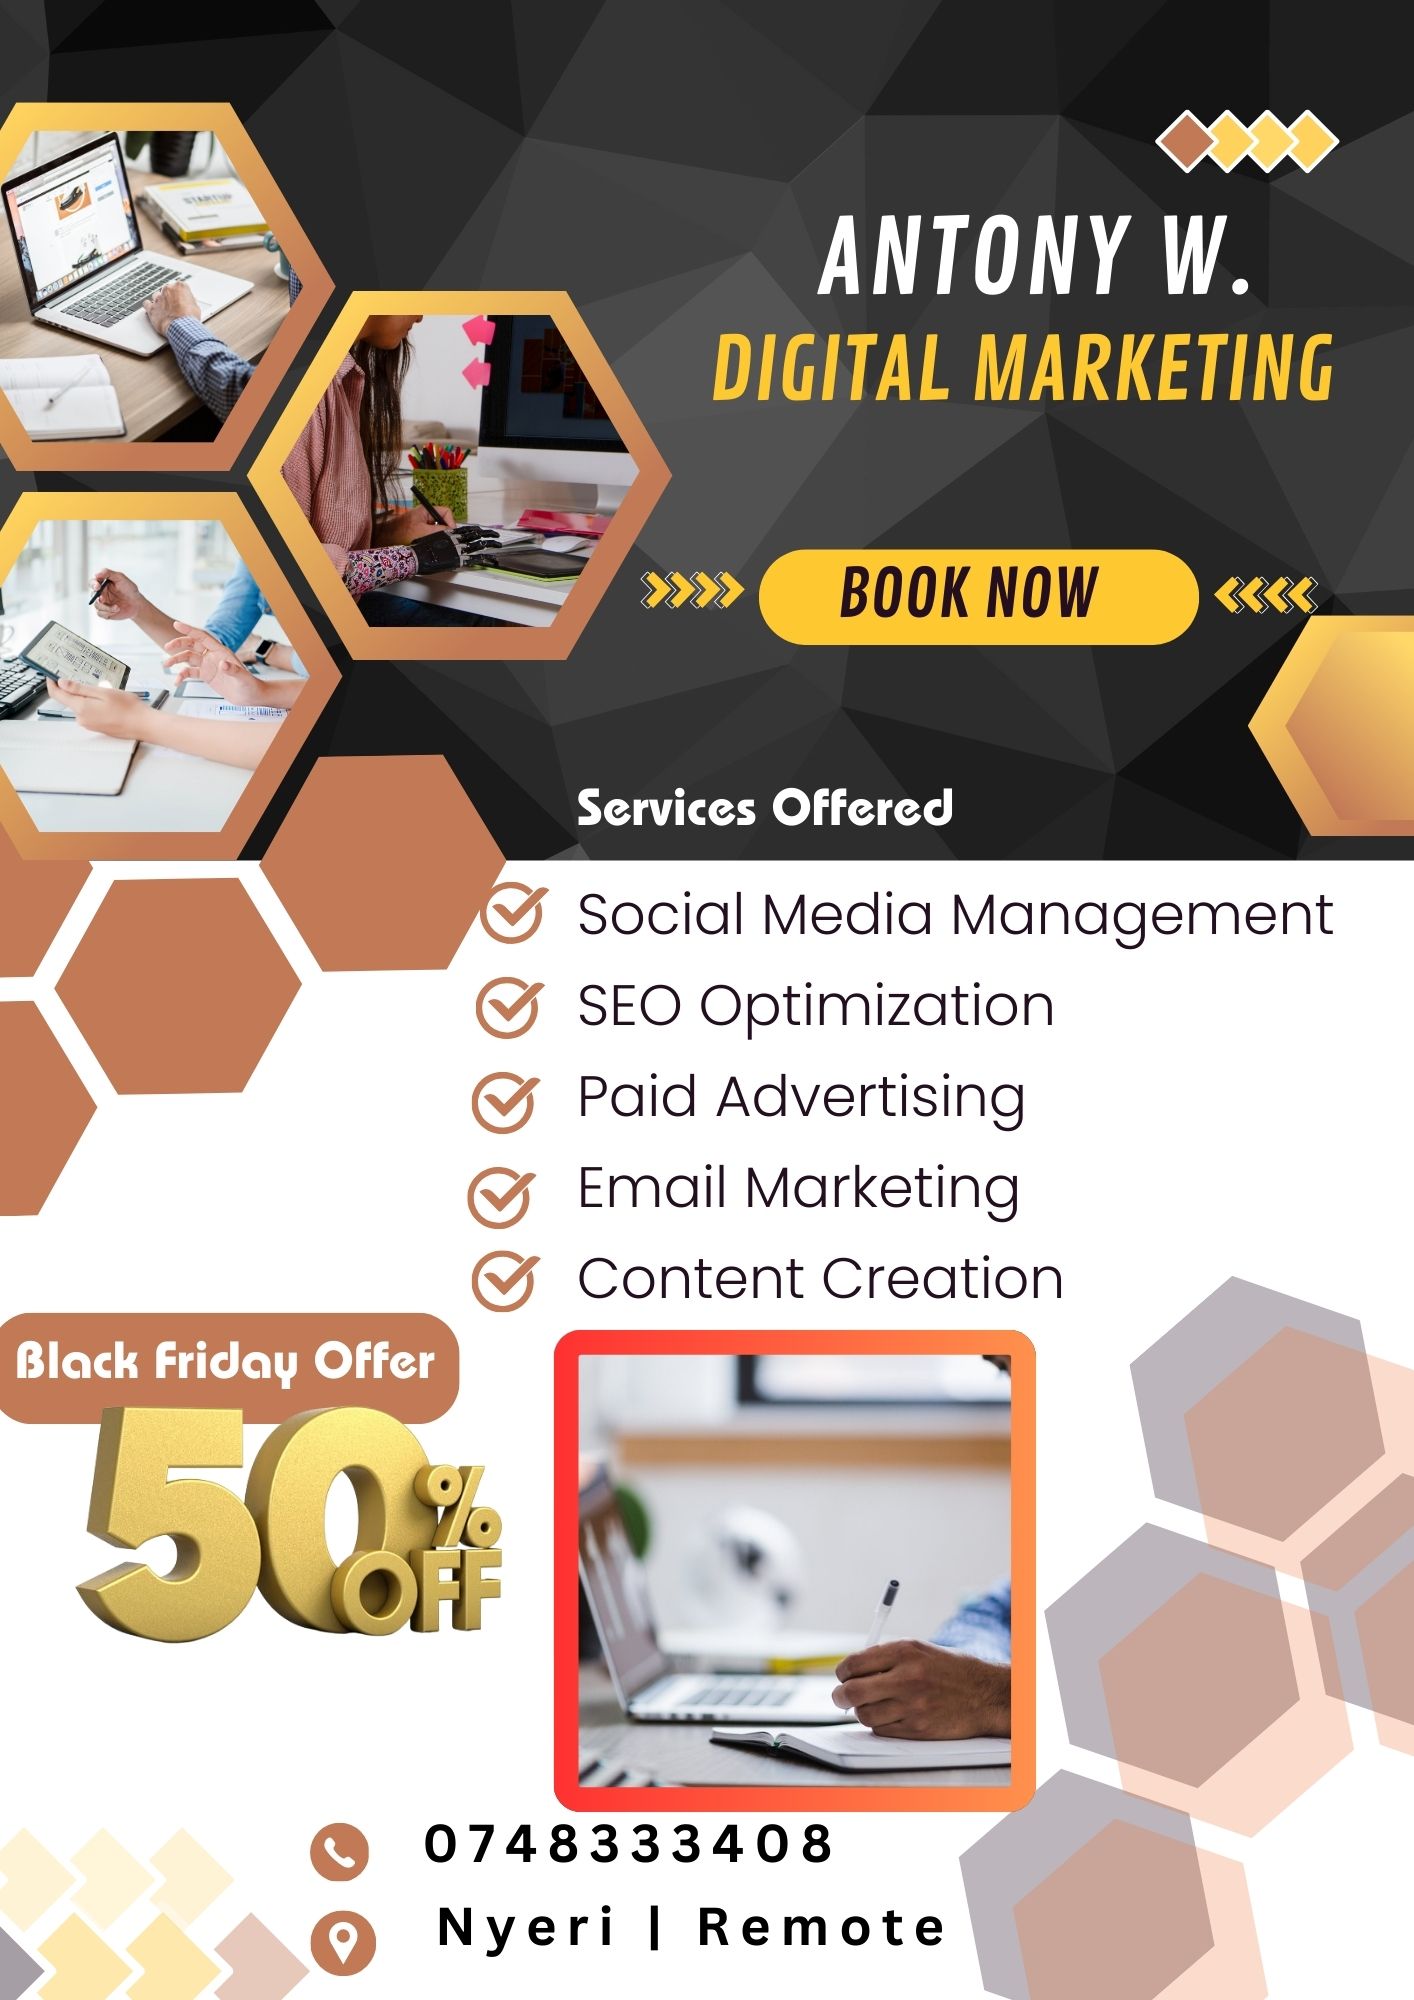 ANTONY W.
DIGITAL MARKETING
BOOK NOW
Services Offered
Social Media Management
SEO Optimization
Paid Advertising
Email Marketing
Content Creation
Black Friday Offer
50% OFF
0748333408
Nyeri | Remote